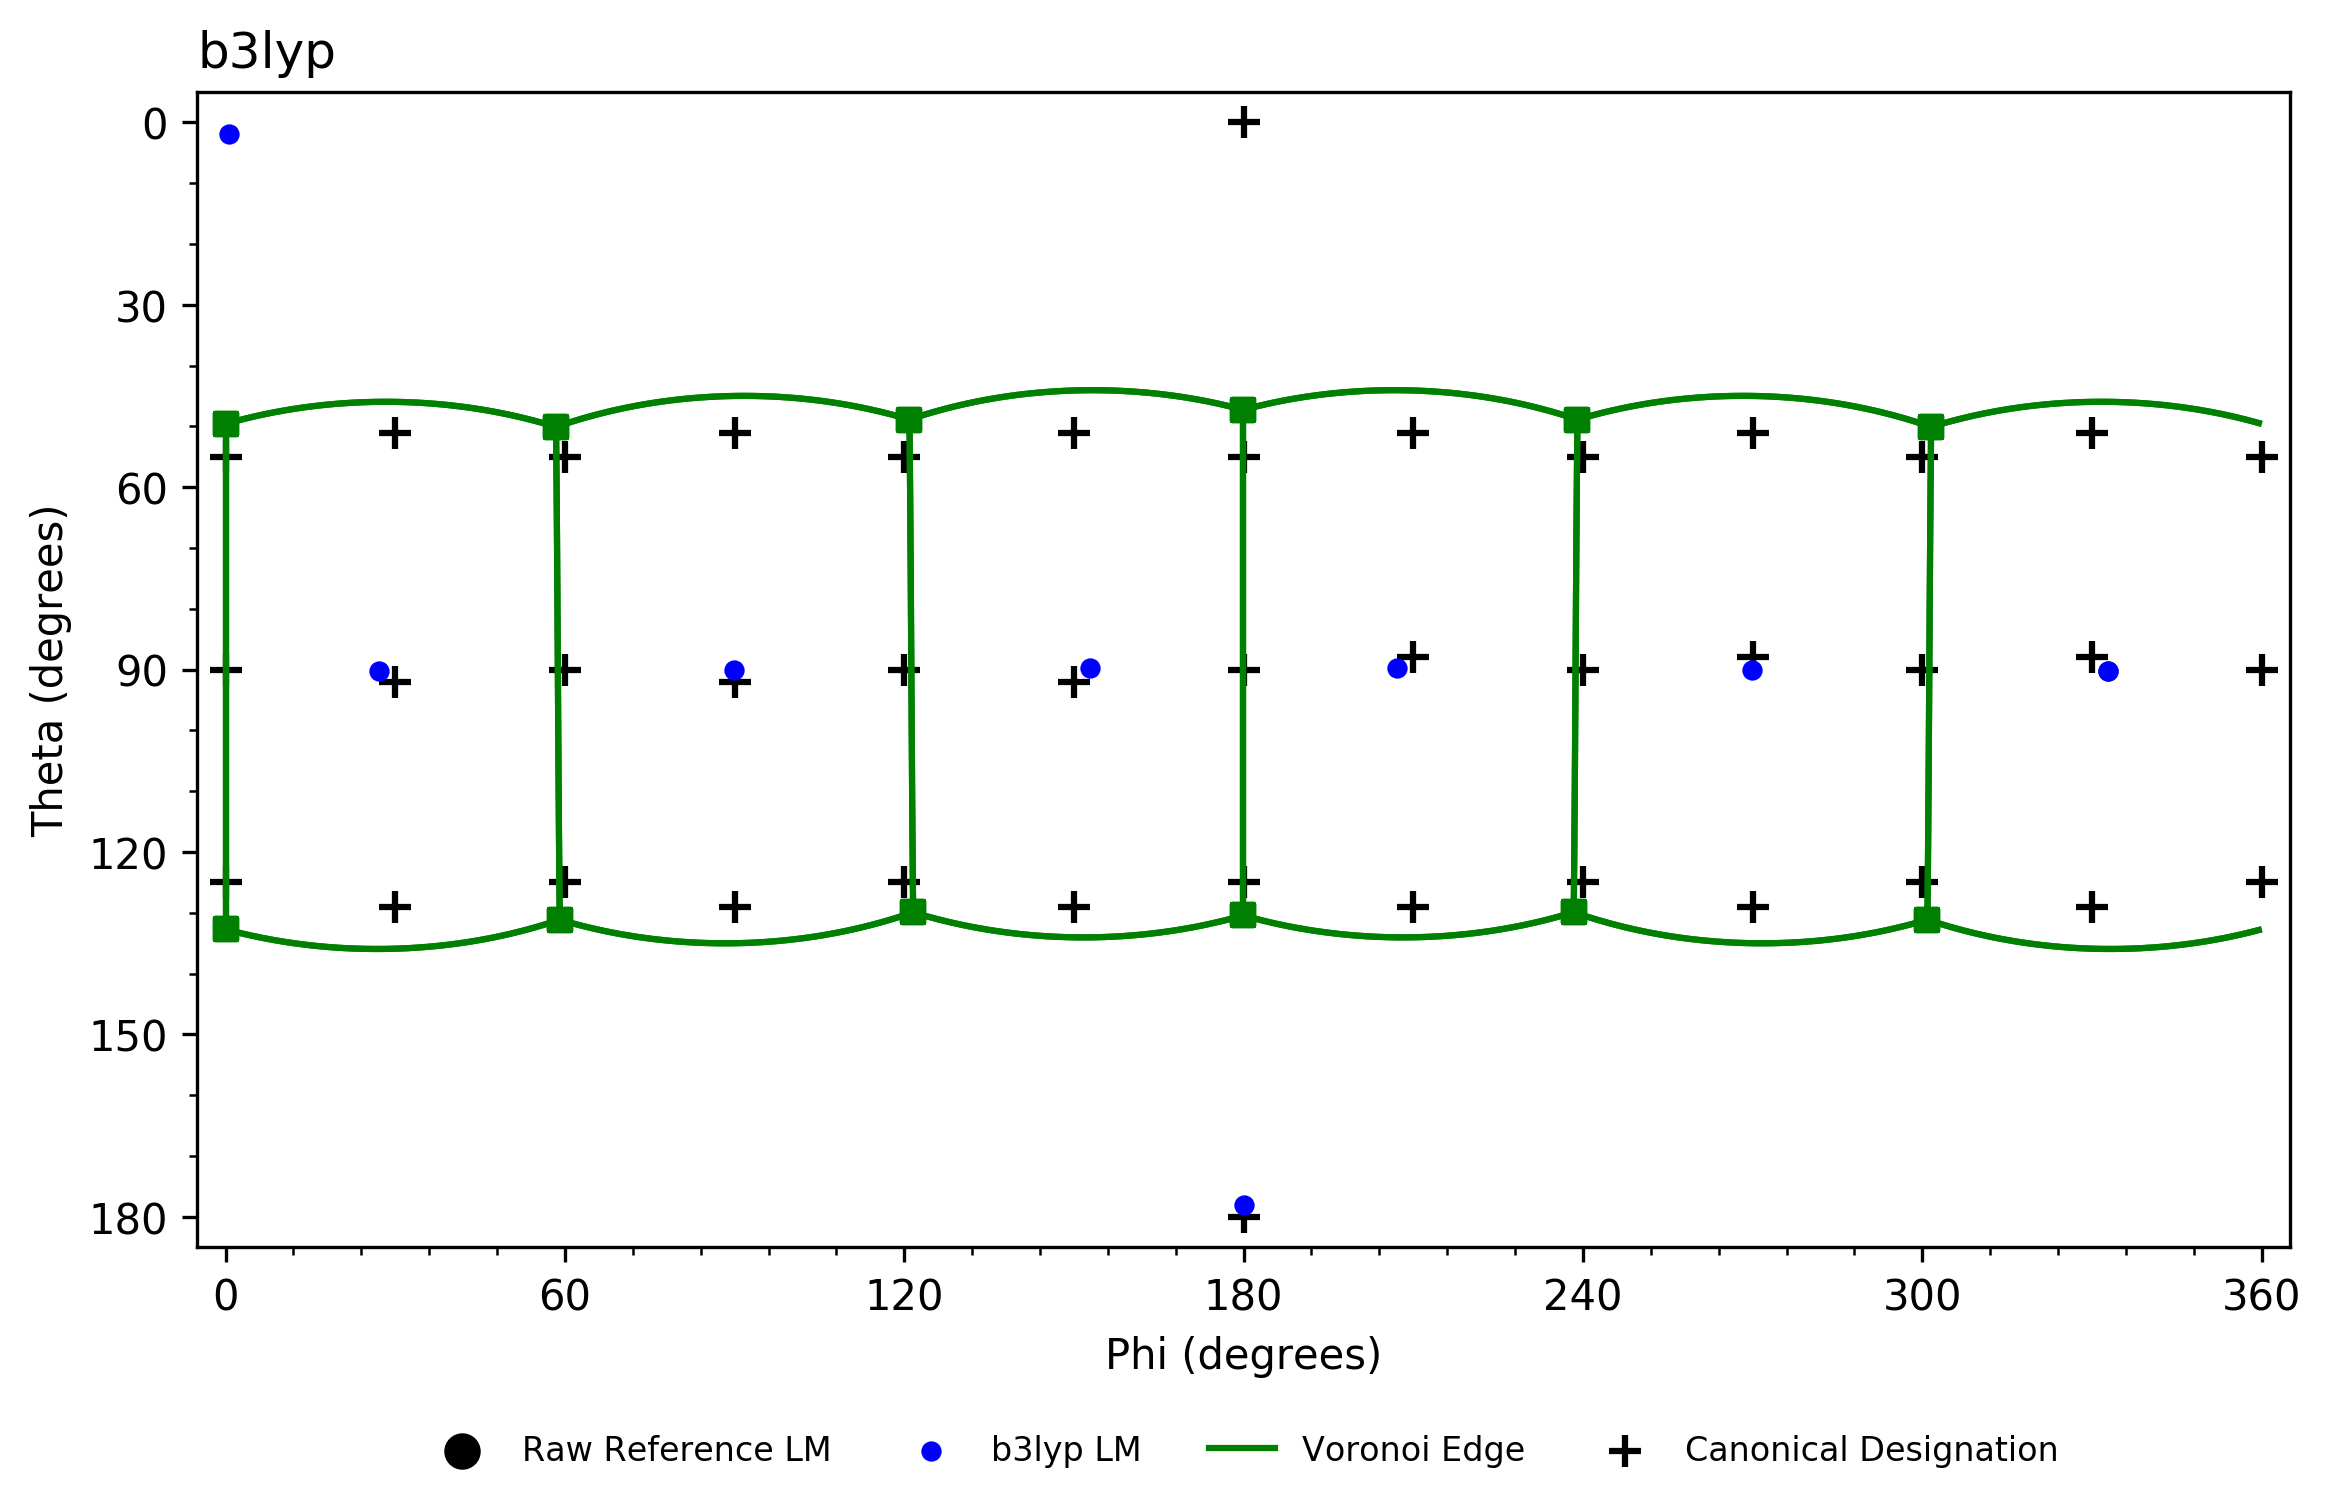 b3lyp
0
30
60
90
120
150
180
Theta (degrees)
0 60 120 180 240 300 360
Phi (degrees)
Raw Reference LM b3lyp LM Voronoi Edge Canonical Designation